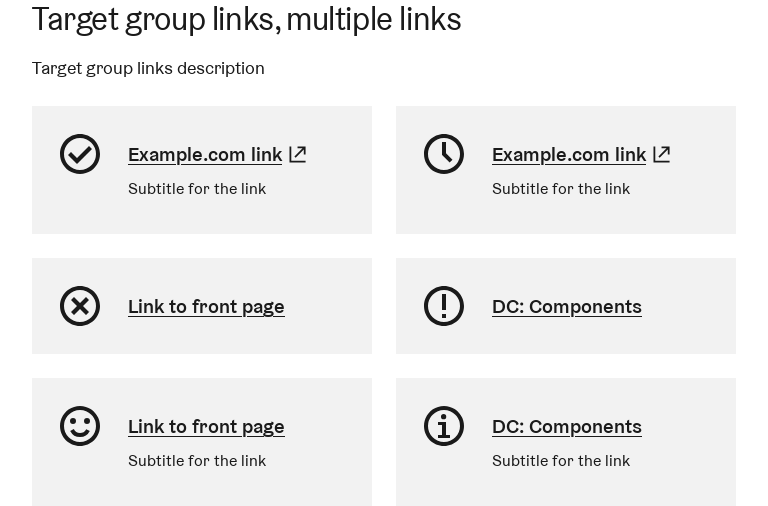 Target group links, multiple links
Target group links description
Example.com link
Subtitle for the link
Example.com link
Subtitle for the link
Link to front page
DC: Components
Link to front page
Subtitle for the link
DC: Components
Subtitle for the link